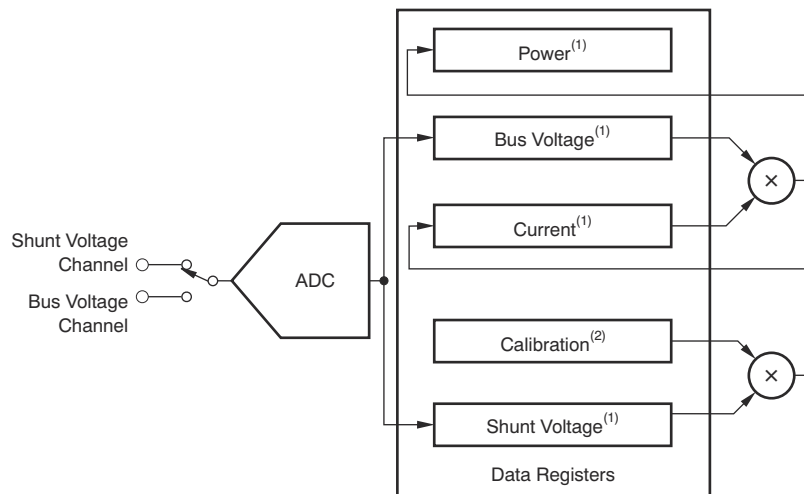 Power(1)
Bus Voltage(1)
×
Current(1)
Shunt Voltage
Channel
ADC
Bus Voltage
Channel
Calibration(2)
×
Shunt Voltage(1)
Data Registers